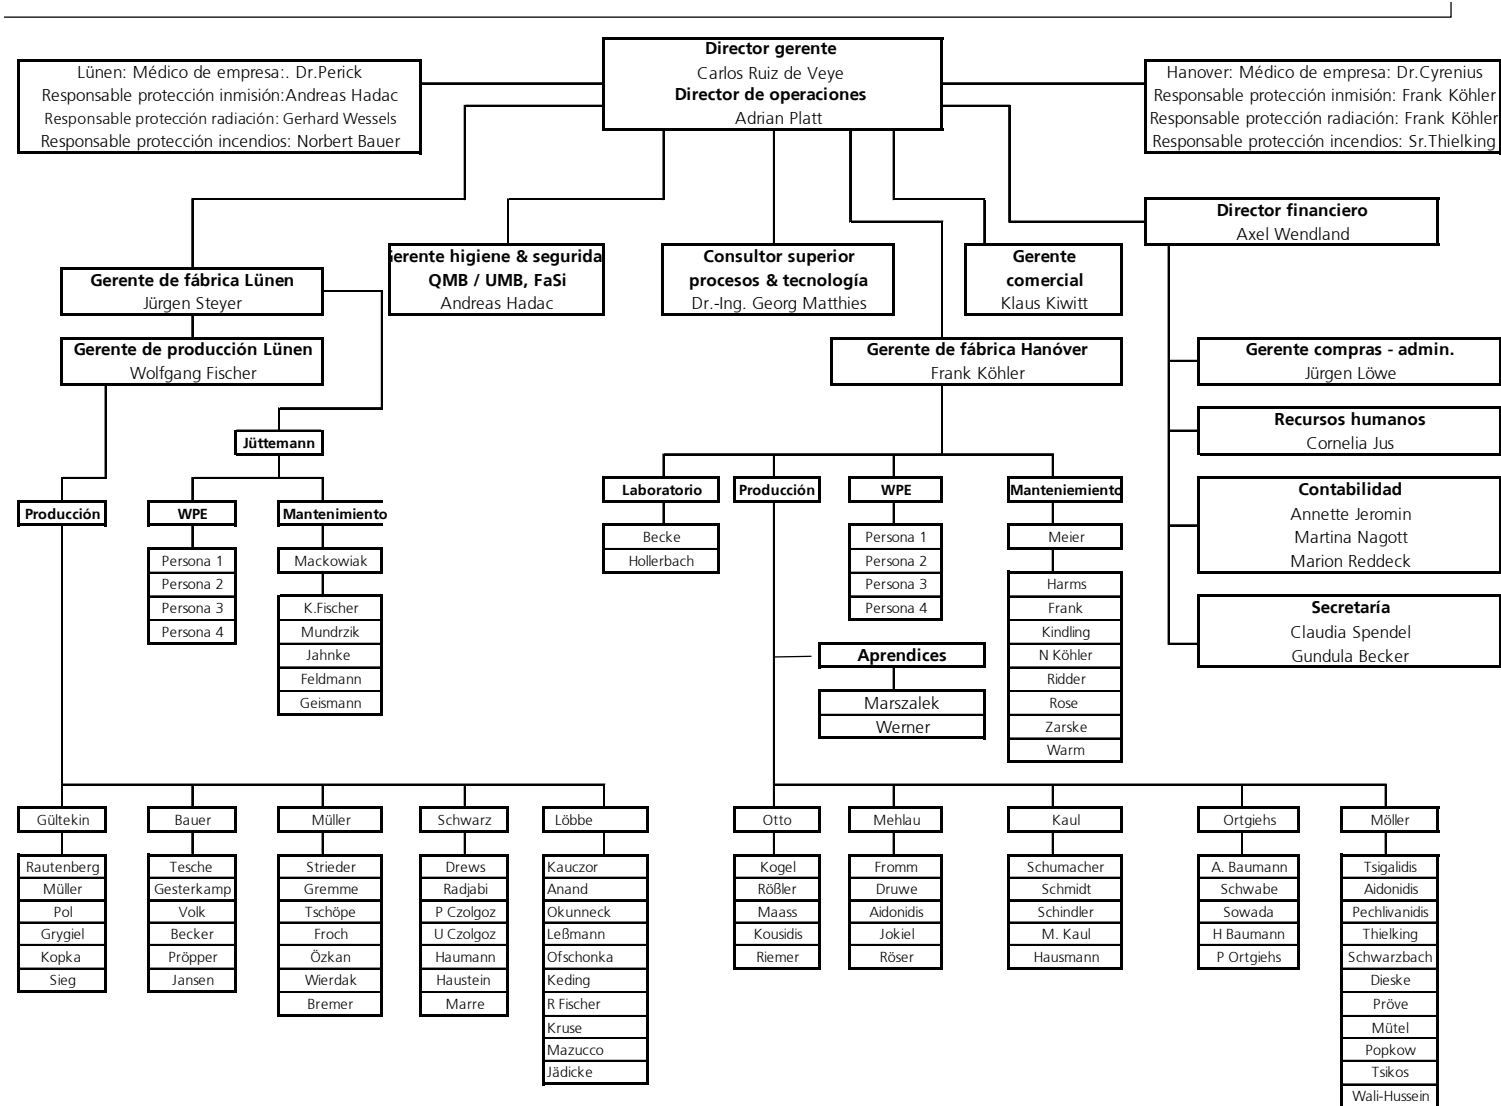 Director gerente
Carlos Ruiz de Veye
Director de operaciones
Adrian Platt
Lünen: Médico de empresa:. Dr.Perick
Responsable protección inmisión:Andreas Hadac
Responsable protección radiación: Gerhard Wessels
Responsable protección incendios: Norbert Bauer
Hanover: Médico de empresa: Dr.Cyrenius
Responsable protección inmisión: Frank Köhler
Responsable protección radiación: Frank Köhler
Responsable protección incendios: Sr.Thielking
Director financiero
Axel Wendland
Gerente de fábrica Lünen
Jürgen Steyer
erente higiene & segurida
QMB / UMB, FaSi
Andreas Hadac
Consultor superior
procesos & tecnología
Dr.-Ing. Georg Matthies
Gerente
comercial
Klaus Kiwitt
Gerente de producción Lünen
Wolfgang Fischer
Gerente de fábrica Hanóver
Frank Köhler
Gerente compras - admin.
Jürgen Löwe
Recursos humanos
Cornelia Jus
Contabilidad
Annette Jeromin
Martina Nagott
Marion Reddeck
Secretaría
Claudia Spendel
Gundula Becker
Jüttemann
Producción
WPE
Persona 1
Persona 2
Persona 3
Persona 4
Mantenimiento
Mackowiak
K.Fischer
Mundrzik
Jahnke
Feldmann
Geismann
Laboratorio
Becke
Hollerbach
Producción
WPE
Persona 1
Persona 2
Persona 3
Persona 4
Manteniemiento
Meier
Harms
Frank
Kindling
N Köhler
Ridder
Rose
Zarske
Warm
Aprendices
Marszalek
Werner
Gültekin
Rautenberg
Müller
Pol
Grygiel
Kopka
Sieg
Bauer
Tesche
Gesterkamp
Volk
Becker
Pröpper
Jansen
Müller
Strieder
Gremme
Tschöpe
Froch
Özkan
Wierdak
Bremer
Schwarz
Drews
Radjabi
P Czolgoz
U Czolgoz
Haumann
Haustein
Marre
Löbbe
Kauczor
Anand
Okunneck
Leßmann
Ofschonka
Keding
R Fischer
Kruse
Mazucco
Jädicke
Otto
Kogel
Rößler
Maass
Kousidis
Riemer
Mehlau
Fromm
Druwe
Aidonidis
Jokiel
Röser
Kaul
Schumacher
Schmidt
Schindler
M. Kaul
Hausmann
Ortgiehs
A. Baumann
Schwabe
Sowada
H Baumann
P Ortgiehs
Möller
Tsigalidis
Aidonidis
Pechlivanidis
Thielking
Schwarzbach
Dieske
Pröve
Mütel
Popkow
Tsikos
Wali-Hussein